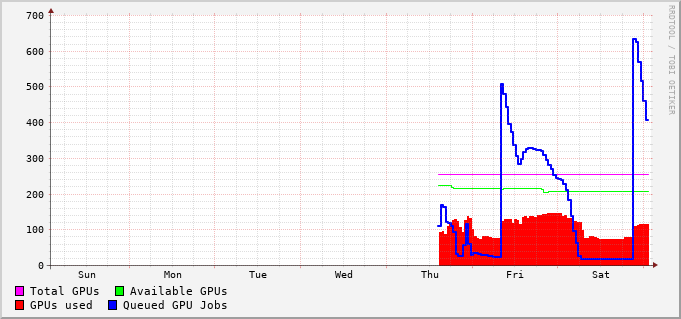 700
600
500
400
300
200
100
0
Sun Mon Tue Wed Thu Fri Sat
RRDTOOL / TOBI OETIKER
Total GPUs Available GPUs
GPUs used Queued GPU Jobs